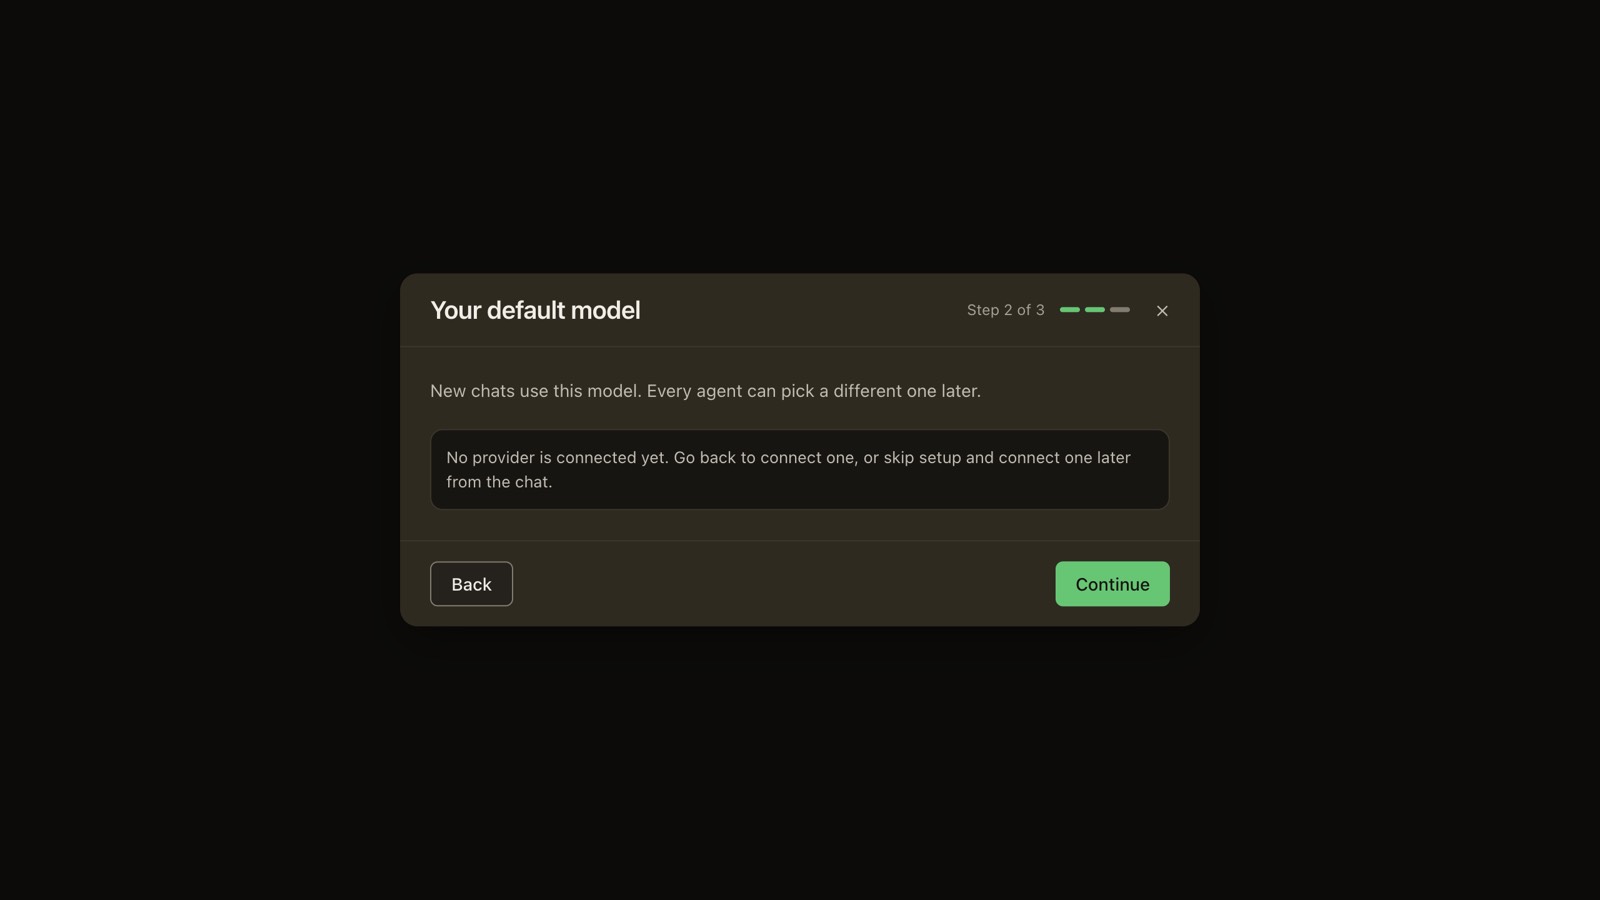 Your default model
Step 2 of 3
New chats use this model. Every agent can pick a different one later.
No provider is connected yet. Go back to connect one, or skip setup and connect one later
from the chat.
Back
Continue